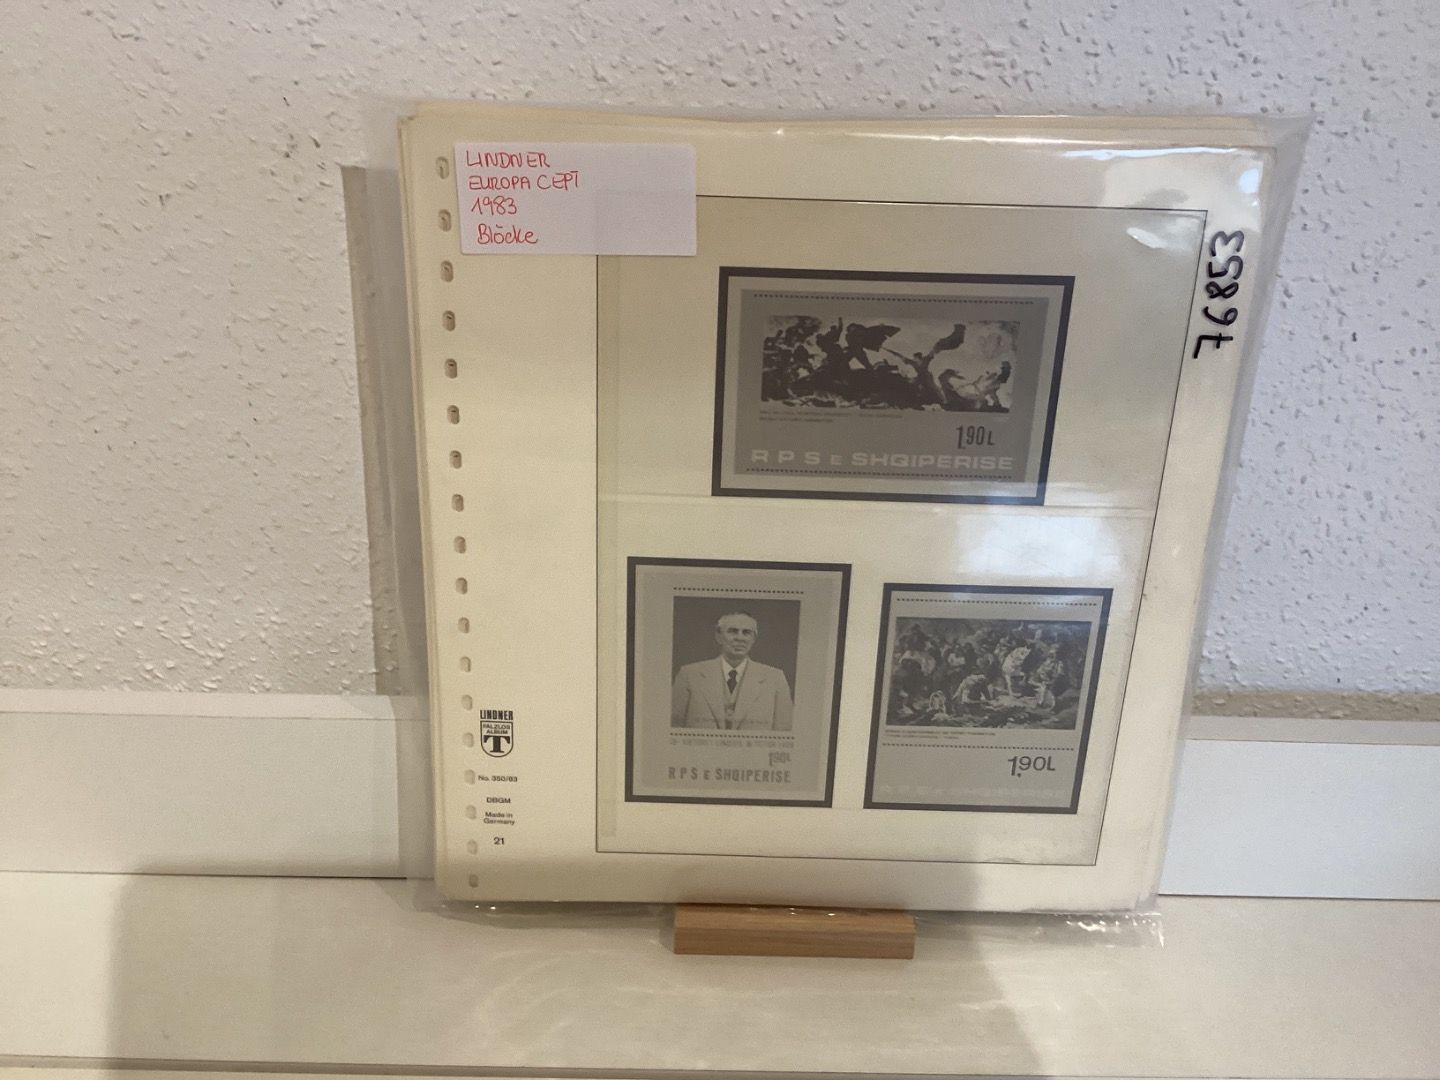 LINDNER
EUROPA CEPT
1983
Blöcke
76853
1,90 L
R P S E SHQIPERISE
1,90L
R P S E SHQIPERISE
1,90L
R P S E SHQIPERISE
LINDNER
FALZLOS
ALBUM
T
No. 350/83
DBGM
Made in
Germany
21